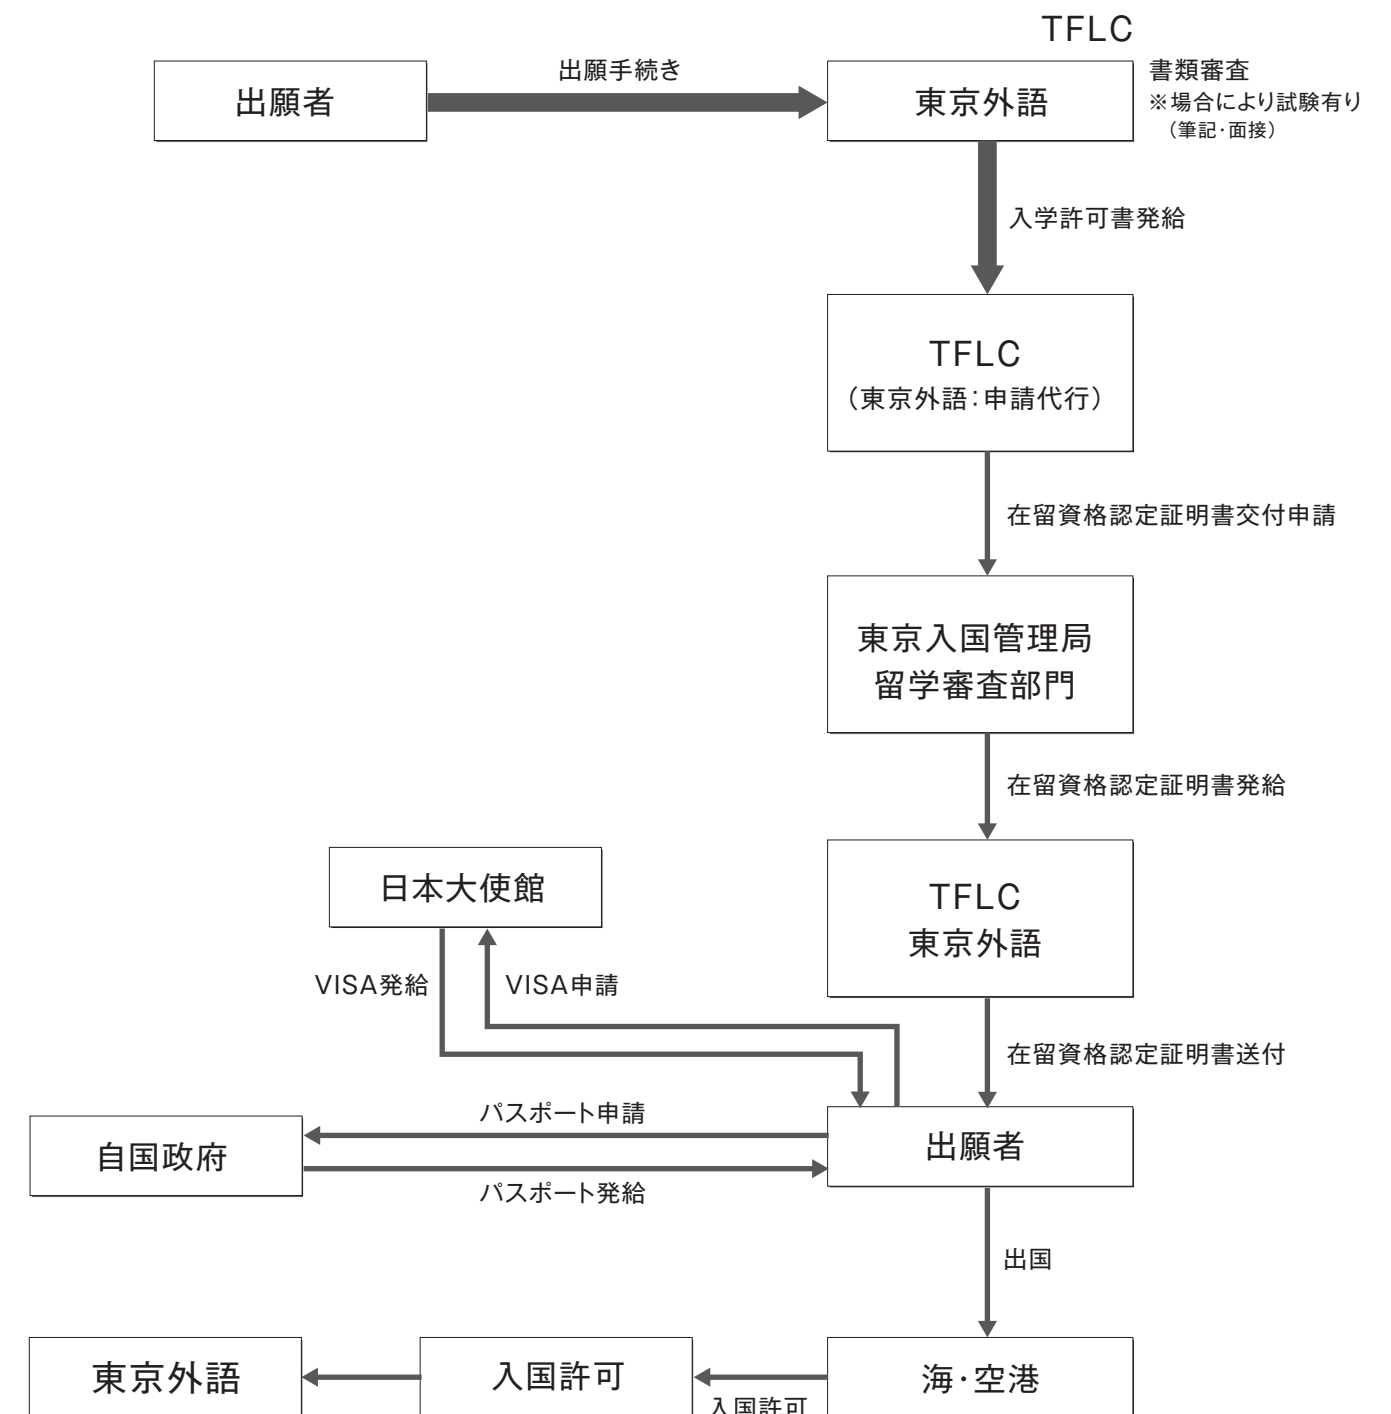 TFLC
出願者
出願手続き
東京外語
書類審査
※場合により試験有り
（筆記・面接）
入学許可書発給
TFLC
（東京外語：申請代行）
在留資格認定証明書交付申請
東京入国管理局
留学審査部門
在留資格認定証明書発給
日本大使館
TFLC
東京外語
VISA発給
VISA申請
在留資格認定証明書送付
パスポート申請
自国政府
出願者
パスポート発給
出国
東京外語
入国許可
海・空港
入国許可